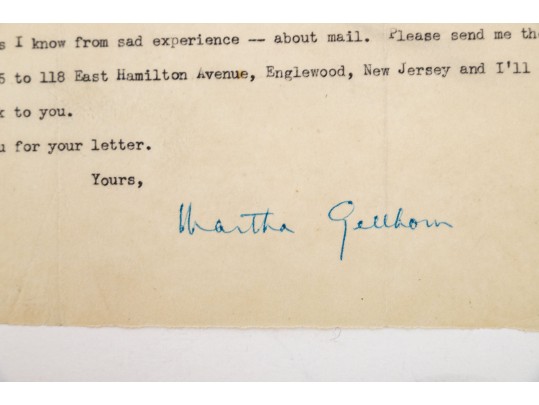 s I know from sad experience -- about mail. Please send me the
5 to 118 East Hamilton Avenue, Englewood, New Jersey and I'll
k to you.
u for your letter.
Yours,
Martha Gellhorn